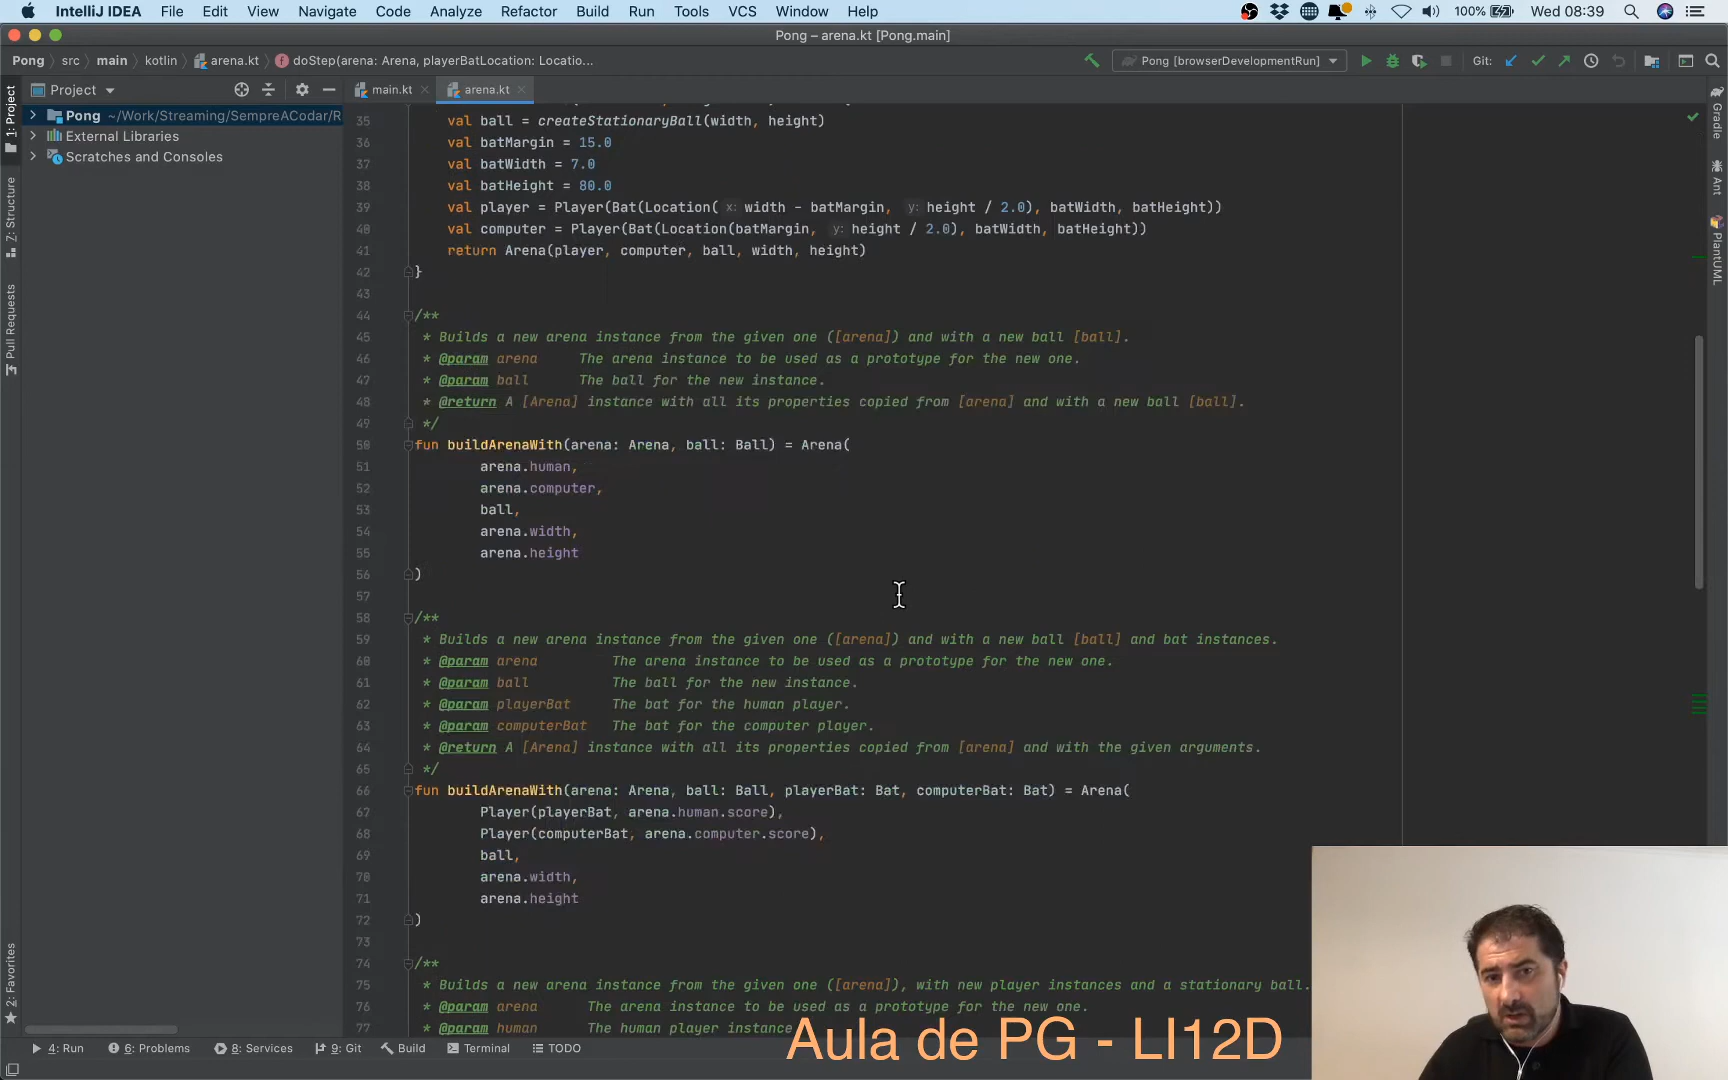 IntelliJ IDEA File Edit View Navigate Code Analyze Refactor Build Run Tools VCS Window Help 100% Wed 08:39
Pong – arena.kt [Pong.main]
Pong src main kotlin arena.kt doStep(arena: Arena, playerBatLocation: Locatio... Pong [browserDevelopmentRun] Git:
Project main.kt arena.kt
Pong ~/Work/Streaming/SempreACodar/R
External Libraries
Scratches and Consoles
1: Project
7: Structure
Pull Requests
2: Favorites
Gradle
Ant
PlantUML
35 val ball = createStationaryBall(width, height)
36 val batMargin = 15.0
37 val batWidth = 7.0
38 val batHeight = 80.0
39 val player = Player(Bat(Location( x: width - batMargin, y: height / 2.0), batWidth, batHeight))
40 val computer = Player(Bat(Location(batMargin, y: height / 2.0), batWidth, batHeight))
41 return Arena(player, computer, ball, width, height)
42 }
43
44 /**
45 * Builds a new arena instance from the given one ([arena]) and with a new ball [ball].
46 * @param arena The arena instance to be used as a prototype for the new one.
47 * @param ball The ball for the new instance.
48 * @return A [Arena] instance with all its properties copied from [arena] and with a new ball [ball].
49 */
50 fun buildArenaWith(arena: Arena, ball: Ball) = Arena(
51 arena.human,
52 arena.computer,
53 ball,
54 arena.width,
55 arena.height
56 )
57
58 /**
59 * Builds a new arena instance from the given one ([arena]) and with a new ball [ball] and bat instances.
60 * @param arena The arena instance to be used as a prototype for the new one.
61 * @param ball The ball for the new instance.
62 * @param playerBat The bat for the human player.
63 * @param computerBat The bat for the computer player.
64 * @return A [Arena] instance with all its properties copied from [arena] and with the given arguments.
65 */
66 fun buildArenaWith(arena: Arena, ball: Ball, playerBat: Bat, computerBat: Bat) = Arena(
67 Player(playerBat, arena.human.score),
68 Player(computerBat, arena.computer.score),
69 ball,
70 arena.width,
71 arena.height
72 )
73
74 /**
75 * Builds a new arena instance from the given one ([arena]), with new player instances and a stationary ball.
76 * @param arena The arena instance to be used as a prototype for the new one.
77 * @param human The human player instance
Aula de PG - LI12D
4: Run 6: Problems 8: Services 9: Git Build Terminal TODO